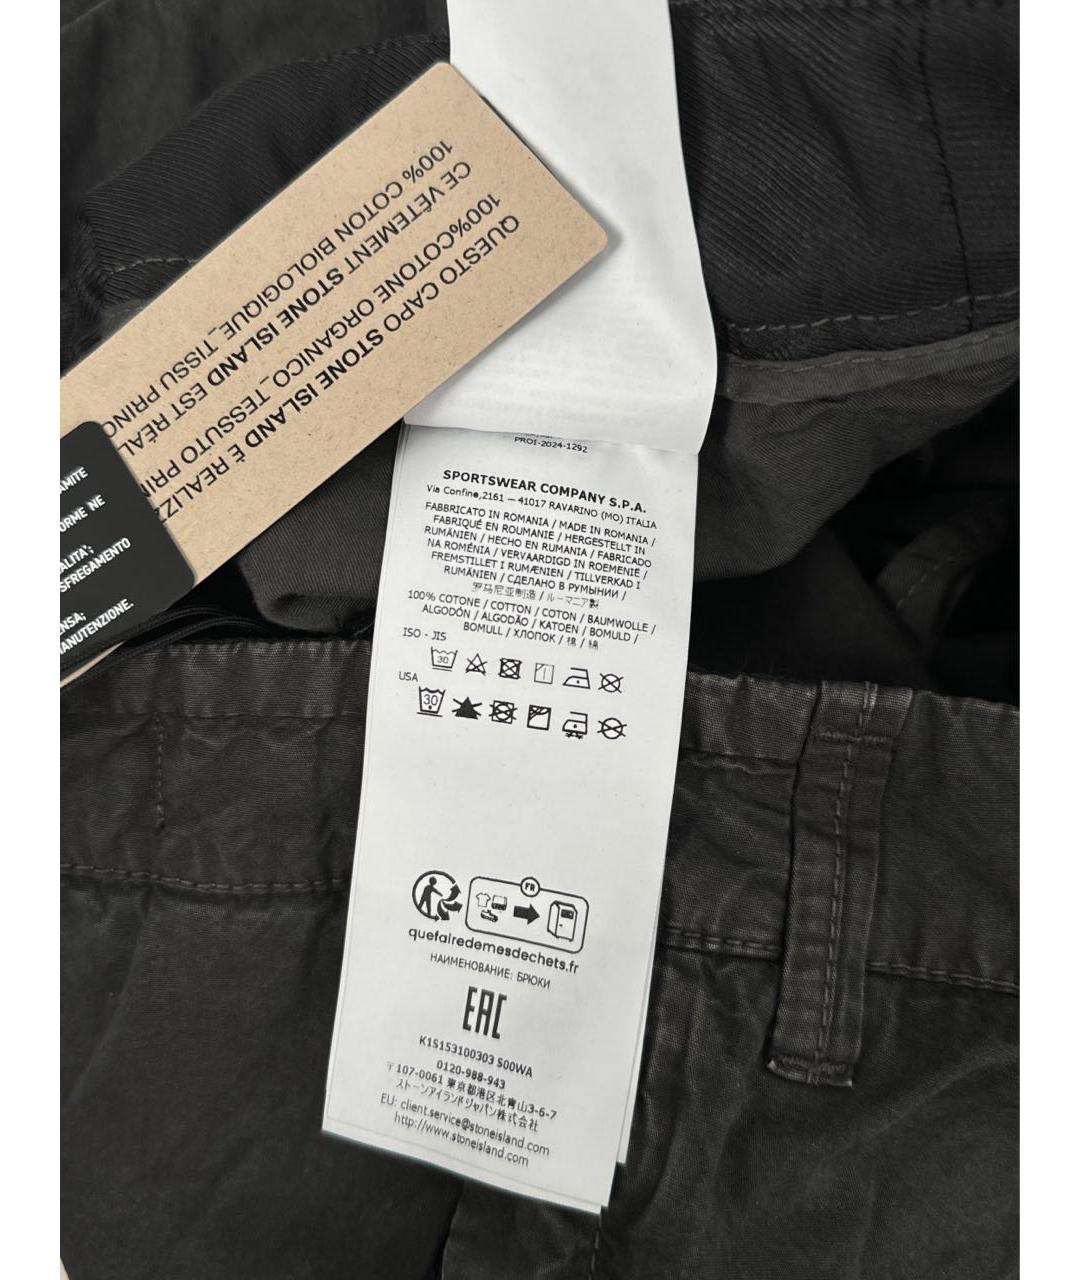 100% COTON BIOLOGIQUE_TISSU PRINC
CE VÊTEMENT STONE ISLAND EST RÉAL
100%COTONE ORGANICO_TESSUTO PRIN
QUESTO CAPO STONE ISLAND È REALIZZ
AMITE
ORME NE
ALITA';
SFREGAMENTO
ENSA;
MANUTENZIONE.
PROI-2024-1292
SPORTSWEAR COMPANY S.P.A.
Via Confine,2161 — 41017 RAVARINO (MO) ITALIA
FABBRICATO IN ROMANIA / MADE IN ROMANIA /
FABRIQUÉ EN ROUMANIE / HERGESTELLT IN
RUMÄNIEN / HECHO EN RUMANIA / FABRICADO
NA ROMÉNIA / VERVAARDIGD IN ROEMENIË /
FREMSTILLET I RUMÆNIEN / TILLVERKAD I
RUMÄNIEN / СДЕЛАНО В РУМЫНИИ /
罗马尼亚制造 / ルーマニア製
100% COTONE / COTTON / COTON / BAUMWOLLE /
ALGODÓN / ALGODÃO / KATOEN / BOMULD /
BOMULL / ХЛОПОК / 棉 / 綿
ISO - JIS
30
USA
30
FR
quefairedemesdechets.fr
НАИМЕНОВАНИЕ: БРЮКИ
EAC
K1S153100303 S00WA
0120-988-943
〒107-0061 東京都港区北青山3-6-7
ストーンアイランドジャパン株式会社
EU: client.service@stoneisland.com
http://www.stoneisland.com